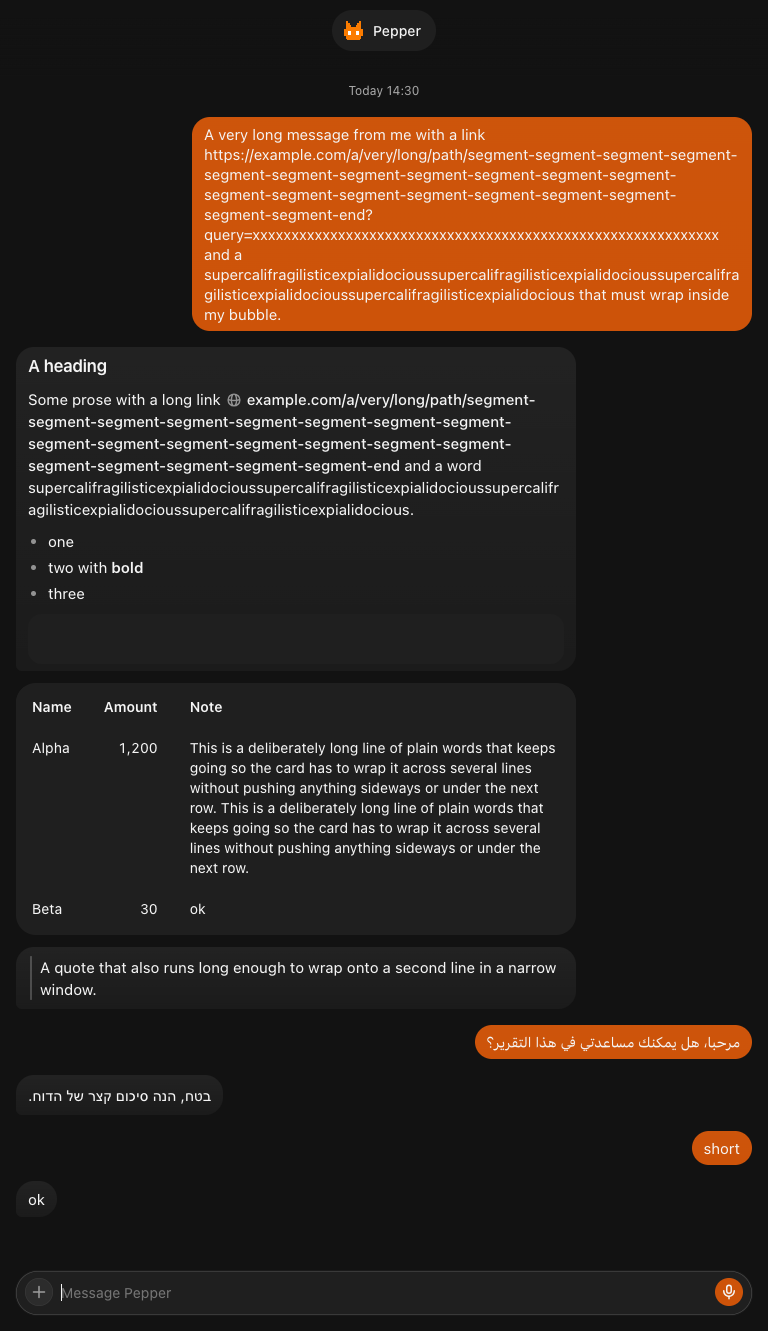 Pepper
Today 14:30
A very long message from me with a link
https://example.com/a/very/long/path/segment-segment-segment-segment-
segment-segment-segment-segment-segment-segment-segment-
segment-segment-segment-segment-segment-segment-segment-
segment-segment-end?
query=xxxxxxxxxxxxxxxxxxxxxxxxxxxxxxxxxxxxxxxxxxxxxxxxxxxxxxxxxxxx
and a
supercalifragilisticexpialidocioussupercalifragilisticexpialidocioussupercalifra
gilisticexpialidocioussupercalifragilisticexpialidocious that must wrap inside
my bubble.
A heading
Some prose with a long link example.com/a/very/long/path/segment-
segment-segment-segment-segment-segment-segment-segment-
segment-segment-segment-segment-segment-segment-segment-
segment-segment-segment-segment-segment-end and a word
supercalifragilisticexpialidocioussupercalifragilisticexpialidocioussupercalifr
agilisticexpialidocioussupercalifragilisticexpialidocious.
• one
• two with bold
• three
Name Amount Note
Alpha 1,200 This is a deliberately long line of plain words that keeps
going so the card has to wrap it across several lines
without pushing anything sideways or under the next
row. This is a deliberately long line of plain words that
keeps going so the card has to wrap it across several
lines without pushing anything sideways or under the
next row.
Beta 30 ok
A quote that also runs long enough to wrap onto a second line in a narrow
window.
مرحبا، هل يمكنك مساعدتي في هذا التقرير؟
בטח, הנה סיכום קצר של הדוח.
short
ok
Message Pepper